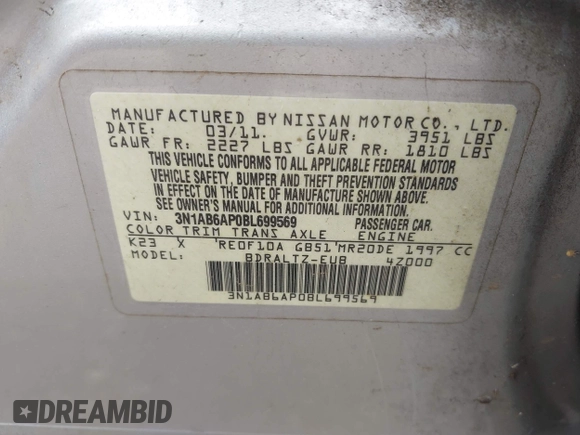 MANUFACTURED BY NISSAN MOTOR CO., LTD.
DATE: 03/11. GVWR: 3951 LBS
GAWR FR: 2227 LBS GAWR RR: 1810 LBS
THIS VEHICLE CONFORMS TO ALL APPLICABLE FEDERAL MOTOR
VEHICLE SAFETY, BUMPER AND THEFT PREVENTION STANDARDS
IN EFFECT ON THE DATE OF MANUFACTURE SHOWN ABOVE.
SEE OWNER'S MANUAL FOR ADDITIONAL INFORMATION.
VIN: 3N1AB6AP0BL699569 PASSENGER CAR.
COLOR TRIM TRANS AXLE ENGINE
K23 X RE0F10A GB51 MR20DE 1997 CC
MODEL: BDRALTZ-EUB 4Z000
3N1AB6AP0BL699569
DREAMBID